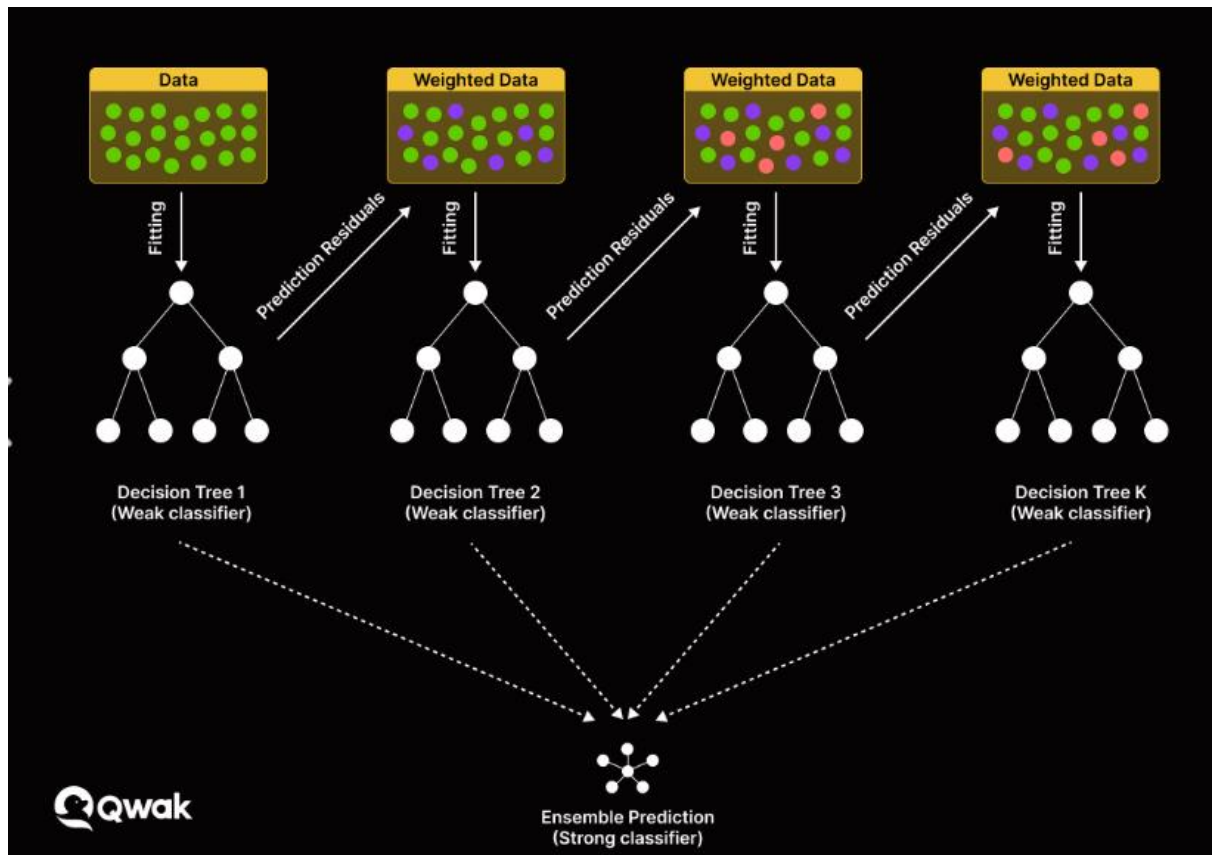 Data
Weighted Data
Weighted Data
Weighted Data
Fitting
Prediction Residuals
Fitting
Prediction Residuals
Fitting
Prediction Residuals
Fitting
Decision Tree 1
(Weak classifier)
Decision Tree 2
(Weak classifier)
Decision Tree 3
(Weak classifier)
Decision Tree K
(Weak classifier)
Ensemble Prediction
(Strong classifier)
Qwak